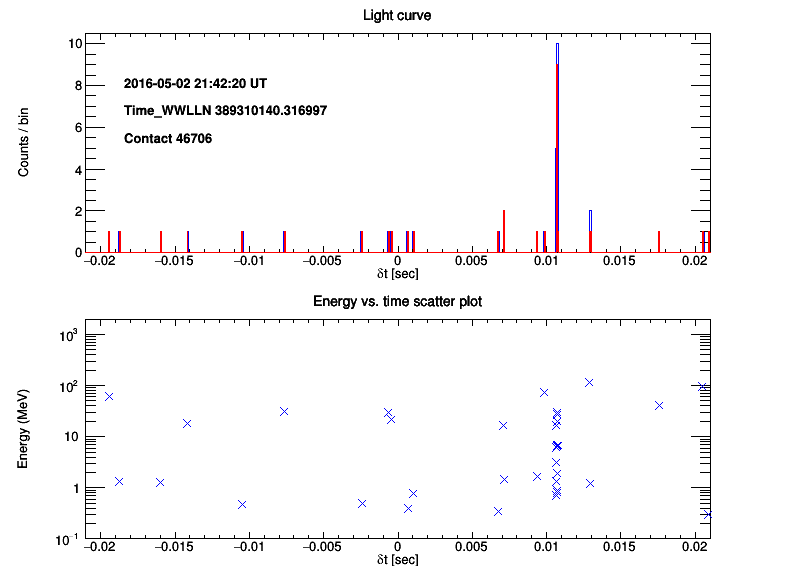 Light curve
10
8
6
4
2
0
Counts / bin
2016-05-02 21:42:20 UT
Time_WWLLN 389310140.316997
Contact 46706
−0.02 −0.015 −0.01 −0.005 0 0.005 0.01 0.015 0.02
δt [sec]
Energy vs. time scatter plot
10³
10²
10
1
10⁻¹
Energy (MeV)
−0.02 −0.015 −0.01 −0.005 0 0.005 0.01 0.015 0.02
δt [sec]